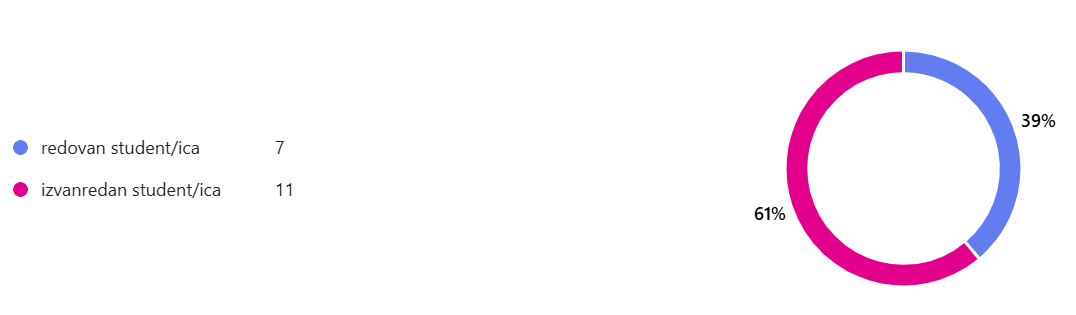 redovan student/ica 7
izvanredan student/ica 11
39%
61%